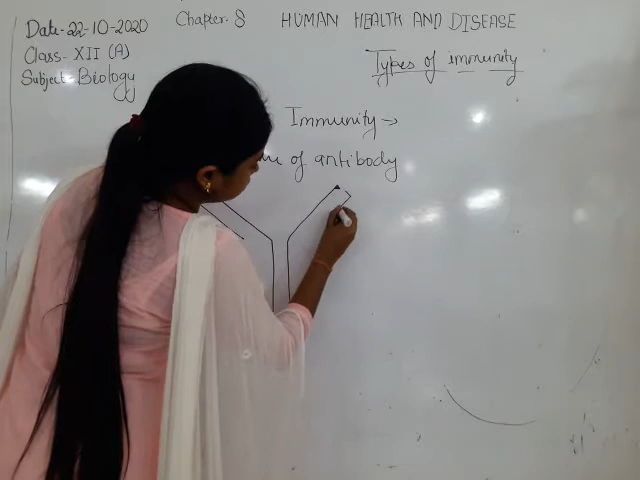 Date- 22-10-2020
Chapter- 8 HUMAN HEALTH AND DISEASE
Class- XII (A)
Subject- Biology
Types of immunity
Immunity →
of antibody